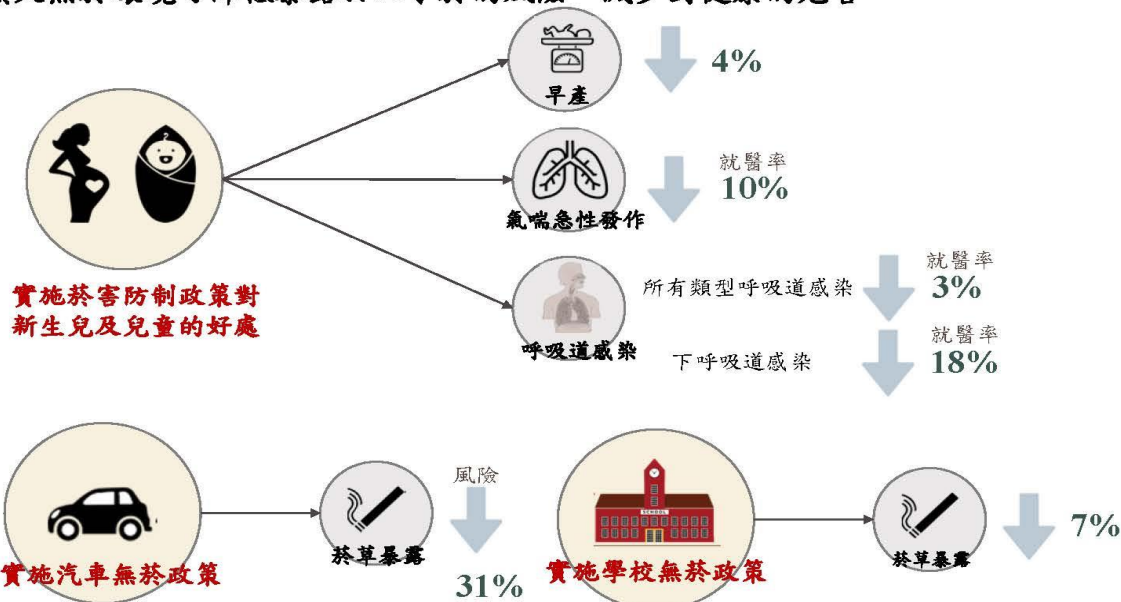 早產
4%
就醫率
10%
氣喘急性發作
實施菸害防制政策對
新生兒及兒童的好處
就醫率
所有類型呼吸道感染
3%
呼吸道感染
就醫率
下呼吸道感染
18%
風險
SCHOOL
菸草暴露
31%
實施汽車無菸政策
實施學校無菸政策
菸草暴露
7%